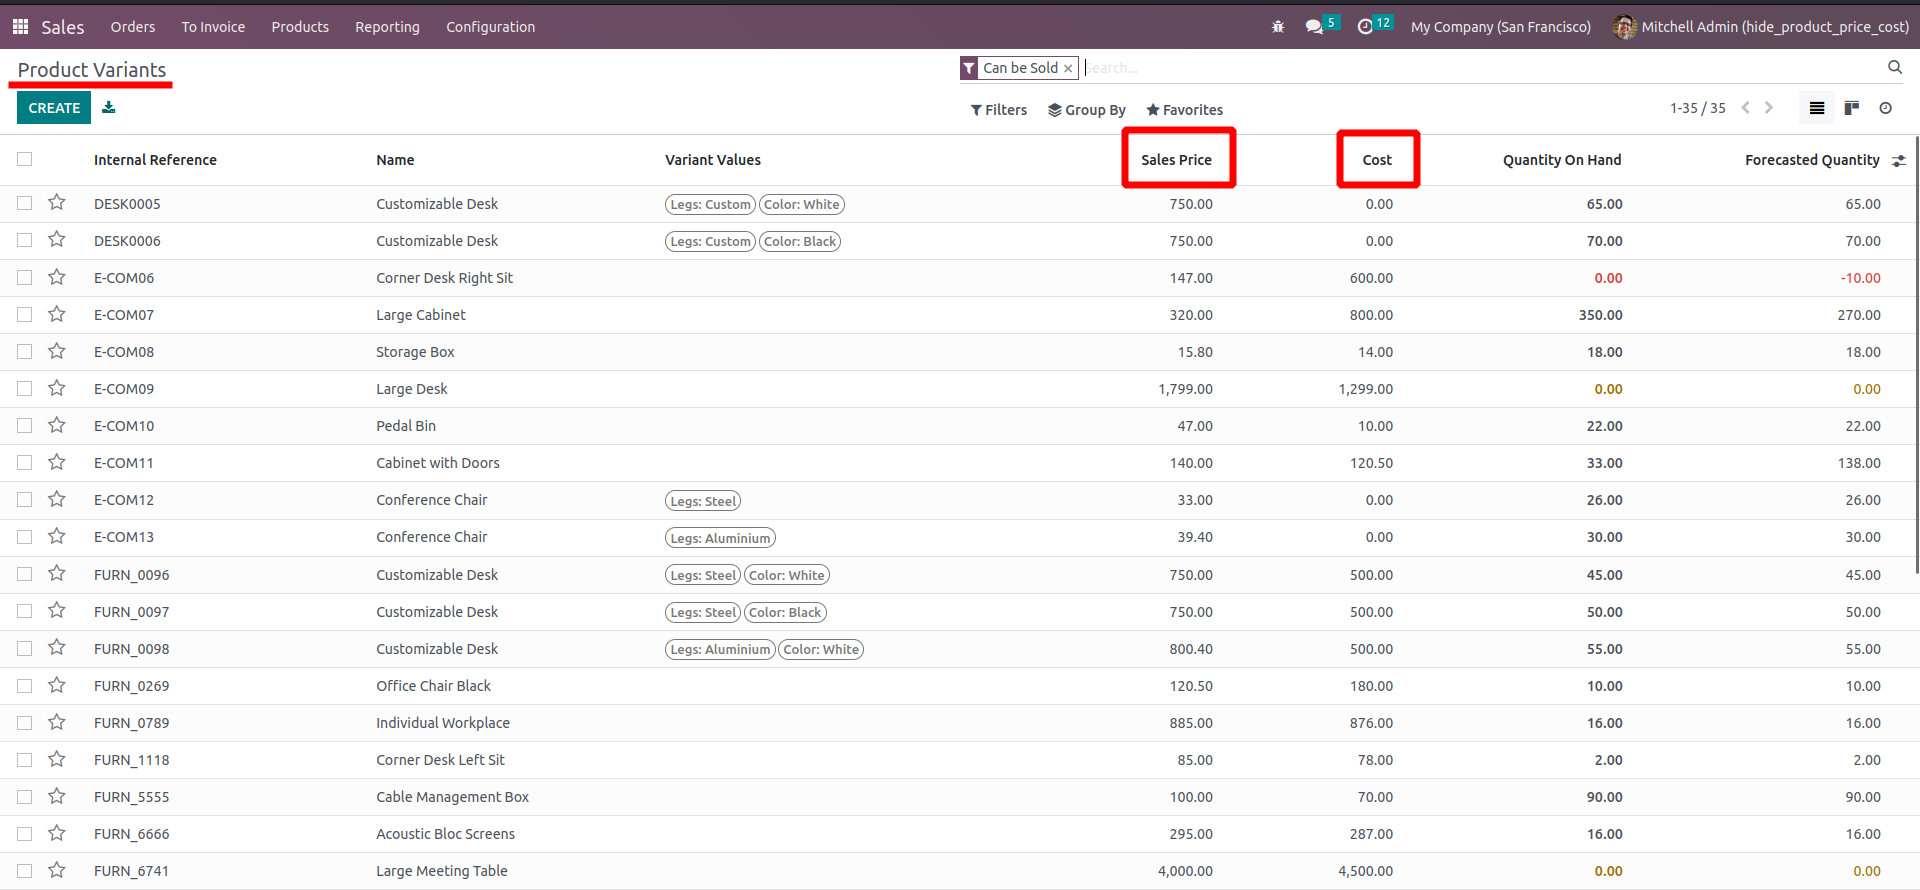 Sales Orders To Invoice Products Reporting Configuration 5 12 My Company (San Francisco) Mitchell Admin (hide_product_price_cost)
Product Variants
Can be Sold × Search...
CREATE
Filters Group By Favorites 1-35 / 35
Internal Reference Name Variant Values Sales Price Cost Quantity On Hand Forecasted Quantity
DESK0005 Customizable Desk Legs: Custom Color: White 750.00 0.00 65.00 65.00
DESK0006 Customizable Desk Legs: Custom Color: Black 750.00 0.00 70.00 70.00
E-COM06 Corner Desk Right Sit 147.00 600.00 0.00 -10.00
E-COM07 Large Cabinet 320.00 800.00 350.00 270.00
E-COM08 Storage Box 15.80 14.00 18.00 18.00
E-COM09 Large Desk 1,799.00 1,299.00 0.00 0.00
E-COM10 Pedal Bin 47.00 10.00 22.00 22.00
E-COM11 Cabinet with Doors 140.00 120.50 33.00 138.00
E-COM12 Conference Chair Legs: Steel 33.00 0.00 26.00 26.00
E-COM13 Conference Chair Legs: Aluminium 39.40 0.00 30.00 30.00
FURN_0096 Customizable Desk Legs: Steel Color: White 750.00 500.00 45.00 45.00
FURN_0097 Customizable Desk Legs: Steel Color: Black 750.00 500.00 50.00 50.00
FURN_0098 Customizable Desk Legs: Aluminium Color: White 800.40 500.00 55.00 55.00
FURN_0269 Office Chair Black 120.50 180.00 10.00 10.00
FURN_0789 Individual Workplace 885.00 876.00 16.00 16.00
FURN_1118 Corner Desk Left Sit 85.00 78.00 2.00 2.00
FURN_5555 Cable Management Box 100.00 70.00 90.00 90.00
FURN_6666 Acoustic Bloc Screens 295.00 287.00 16.00 16.00
FURN_6741 Large Meeting Table 4,000.00 4,500.00 0.00 0.00